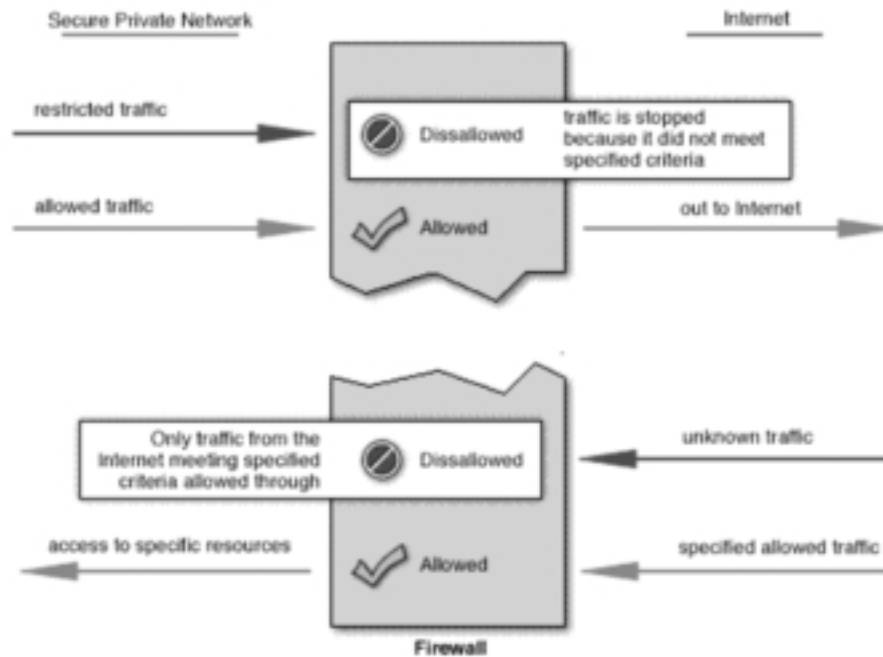 Secure Private Network
Internet
restricted traffic
Dissallowed
traffic is stopped
because it did not meet
specified criteria
allowed traffic
Allowed
out to Internet
Only traffic from the
Internet meeting specified
criteria allowed through
Dissallowed
unknown traffic
access to specific resources
Allowed
specified allowed traffic
Firewall